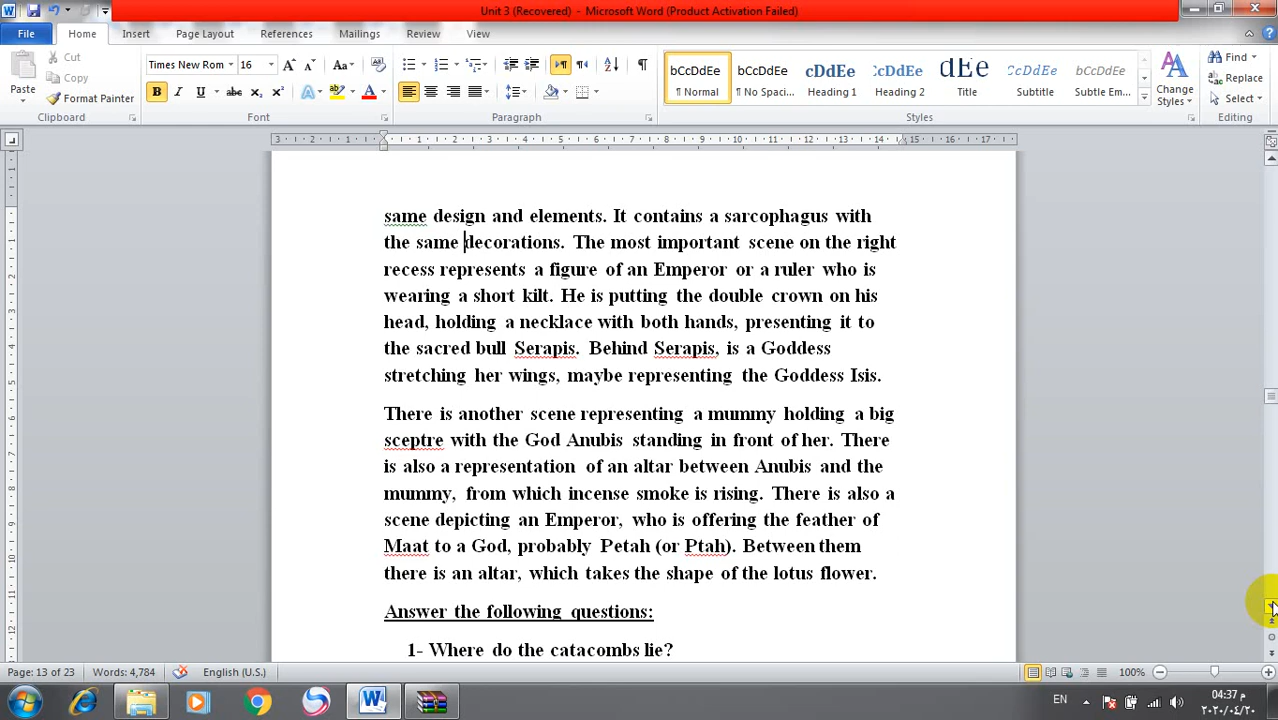 Unit 3 (Recovered) - Microsoft Word (Product Activation Failed)
File Home Insert Page Layout References Mailings Review View
Cut
Copy
Format Painter
Paste
Clipboard
Times New Rom 16
Font
Paragraph
bCcDdEe bCcDdEe cDdEe bCcDdEe dEe bCcDdEe bCcDdEe
¶ Normal ¶ No Spaci... Heading 1 Heading 2 Title Subtitle Subtle Em...
Change Styles
Styles
Find
Replace
Select
Editing
same design and elements. It contains a sarcophagus with
the same decorations. The most important scene on the right
recess represents a figure of an Emperor or a ruler who is
wearing a short kilt. He is putting the double crown on his
head, holding a necklace with both hands, presenting it to
the sacred bull Serapis. Behind Serapis, is a Goddess
stretching her wings, maybe representing the Goddess Isis.
There is another scene representing a mummy holding a big
sceptre with the God Anubis standing in front of her. There
is also a representation of an altar between Anubis and the
mummy, from which incense smoke is rising. There is also a
scene depicting an Emperor, who is offering the feather of
Maat to a God, probably Petah (or Ptah). Between them
there is an altar, which takes the shape of the lotus flower.
Answer the following questions:
1- Where do the catacombs lie?
Page: 13 of 23 Words: 4,784 English (U.S.) 100%
EN
04:37 م
٢٠٢٠/٠٤/٢٠